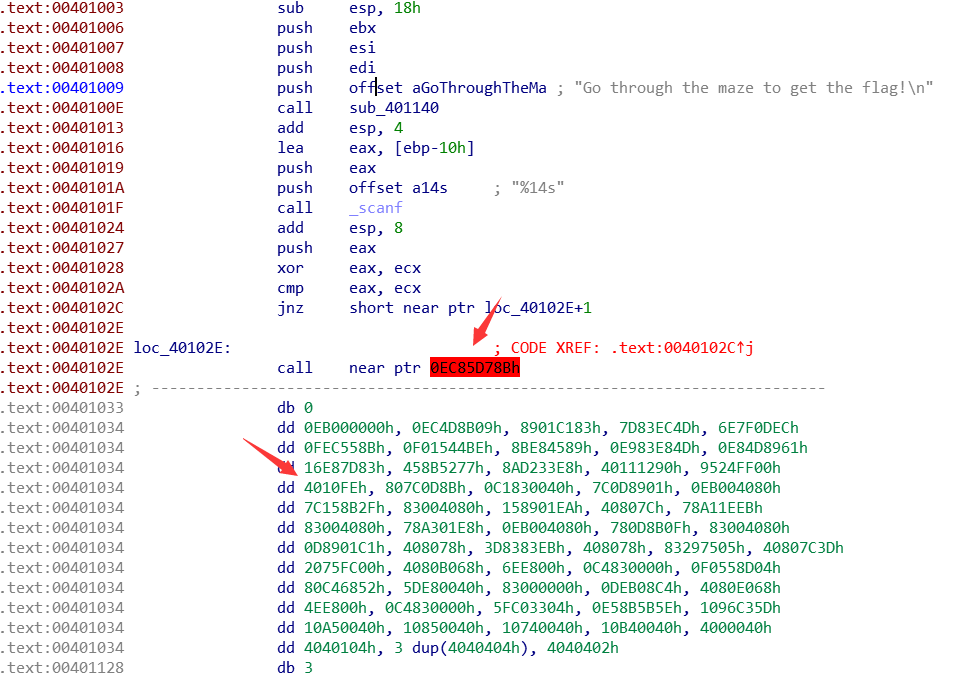 .text:00401003 sub esp, 18h
.text:00401006 push ebx
.text:00401007 push esi
.text:00401008 push edi
.text:00401009 push offset aGoThroughTheMa ; "Go through the maze to get the flag!\n"
.text:0040100E call sub_401140
.text:00401013 add esp, 4
.text:00401016 lea eax, [ebp-10h]
.text:00401019 push eax
.text:0040101A push offset a14s ; "%14s"
.text:0040101F call _scanf
.text:00401024 add esp, 8
.text:00401027 push eax
.text:00401028 xor eax, ecx
.text:0040102A cmp eax, ecx
.text:0040102C jnz short near ptr loc_40102E+1
.text:0040102E
.text:0040102E loc_40102E: ; CODE XREF: .text:0040102C↑j
.text:0040102E call near ptr 0EC85D78Bh
.text:0040102E ; ---------------------------------------------------------------------------
.text:00401033 db 0
.text:00401034 dd 0EB000000h, 0EC4D8B09h, 8901C183h, 7D83EC4Dh, 6E7F0DECh
.text:00401034 dd 0FEC558Bh, 0F01544BEh, 8BE84589h, 0E983E84Dh, 0E84D8961h
.text:00401034 dd 16E87D83h, 458B5277h, 8AD233E8h, 40111290h, 9524FF00h
.text:00401034 dd 4010FEh, 807C0D8Bh, 0C1830040h, 7C0D8901h, 0EB004080h
.text:00401034 dd 7C158B2Fh, 83004080h, 158901EAh, 40807Ch, 78A11EEBh
.text:00401034 dd 83004080h, 78A301E8h, 0EB004080h, 780D8B0Fh, 83004080h
.text:00401034 dd 0D8901C1h, 408078h, 3D8383EBh, 408078h, 83297505h, 40807C3Dh
.text:00401034 dd 2075FC00h, 4080B068h, 6EE800h, 0C4830000h, 0F0558D04h
.text:00401034 dd 80C46852h, 5DE80040h, 83000000h, 0DEB08C4h, 4080E068h
.text:00401034 dd 4EE800h, 0C4830000h, 5FC03304h, 0E58B5B5Eh, 1096C35Dh
.text:00401034 dd 10A50040h, 10850040h, 10740040h, 10B40040h, 4000040h
.text:00401034 dd 4040104h, 3 dup(4040404h), 4040402h
.text:00401128 db 3